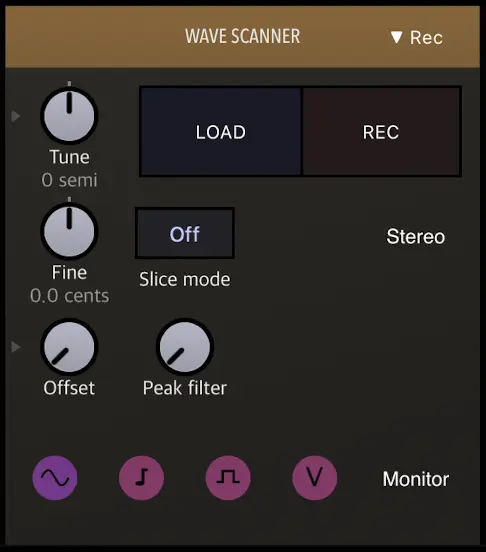 WAVE SCANNER
▼ Rec
LOAD
REC
Tune
0 semi
Off
Stereo
Fine
0.0 cents
Slice mode
Offset
Peak filter
V
Monitor